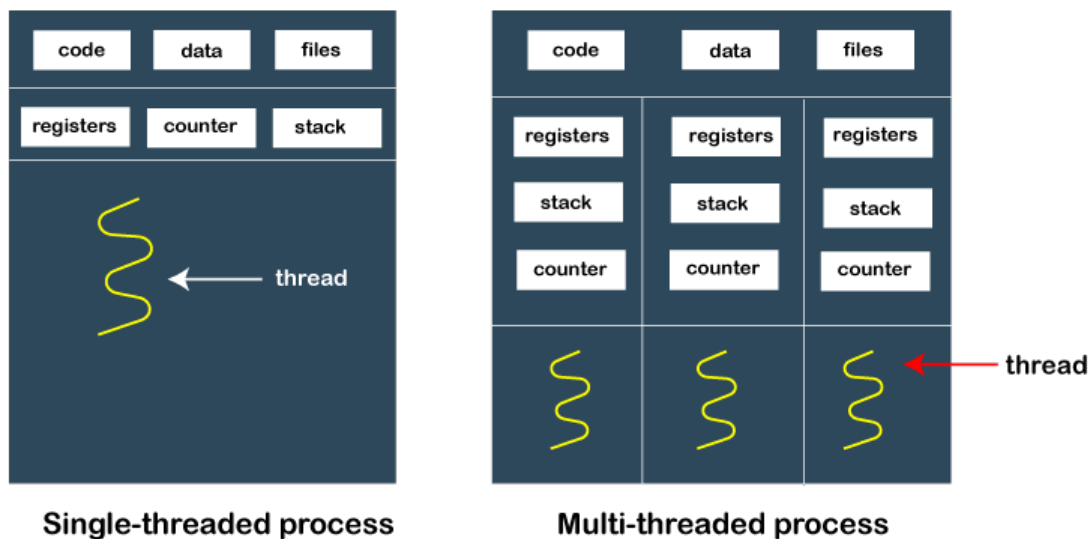 code data files
registers counter stack
thread
Single-threaded process
code data files
registers registers registers
stack stack stack
counter counter counter
thread
Multi-threaded process